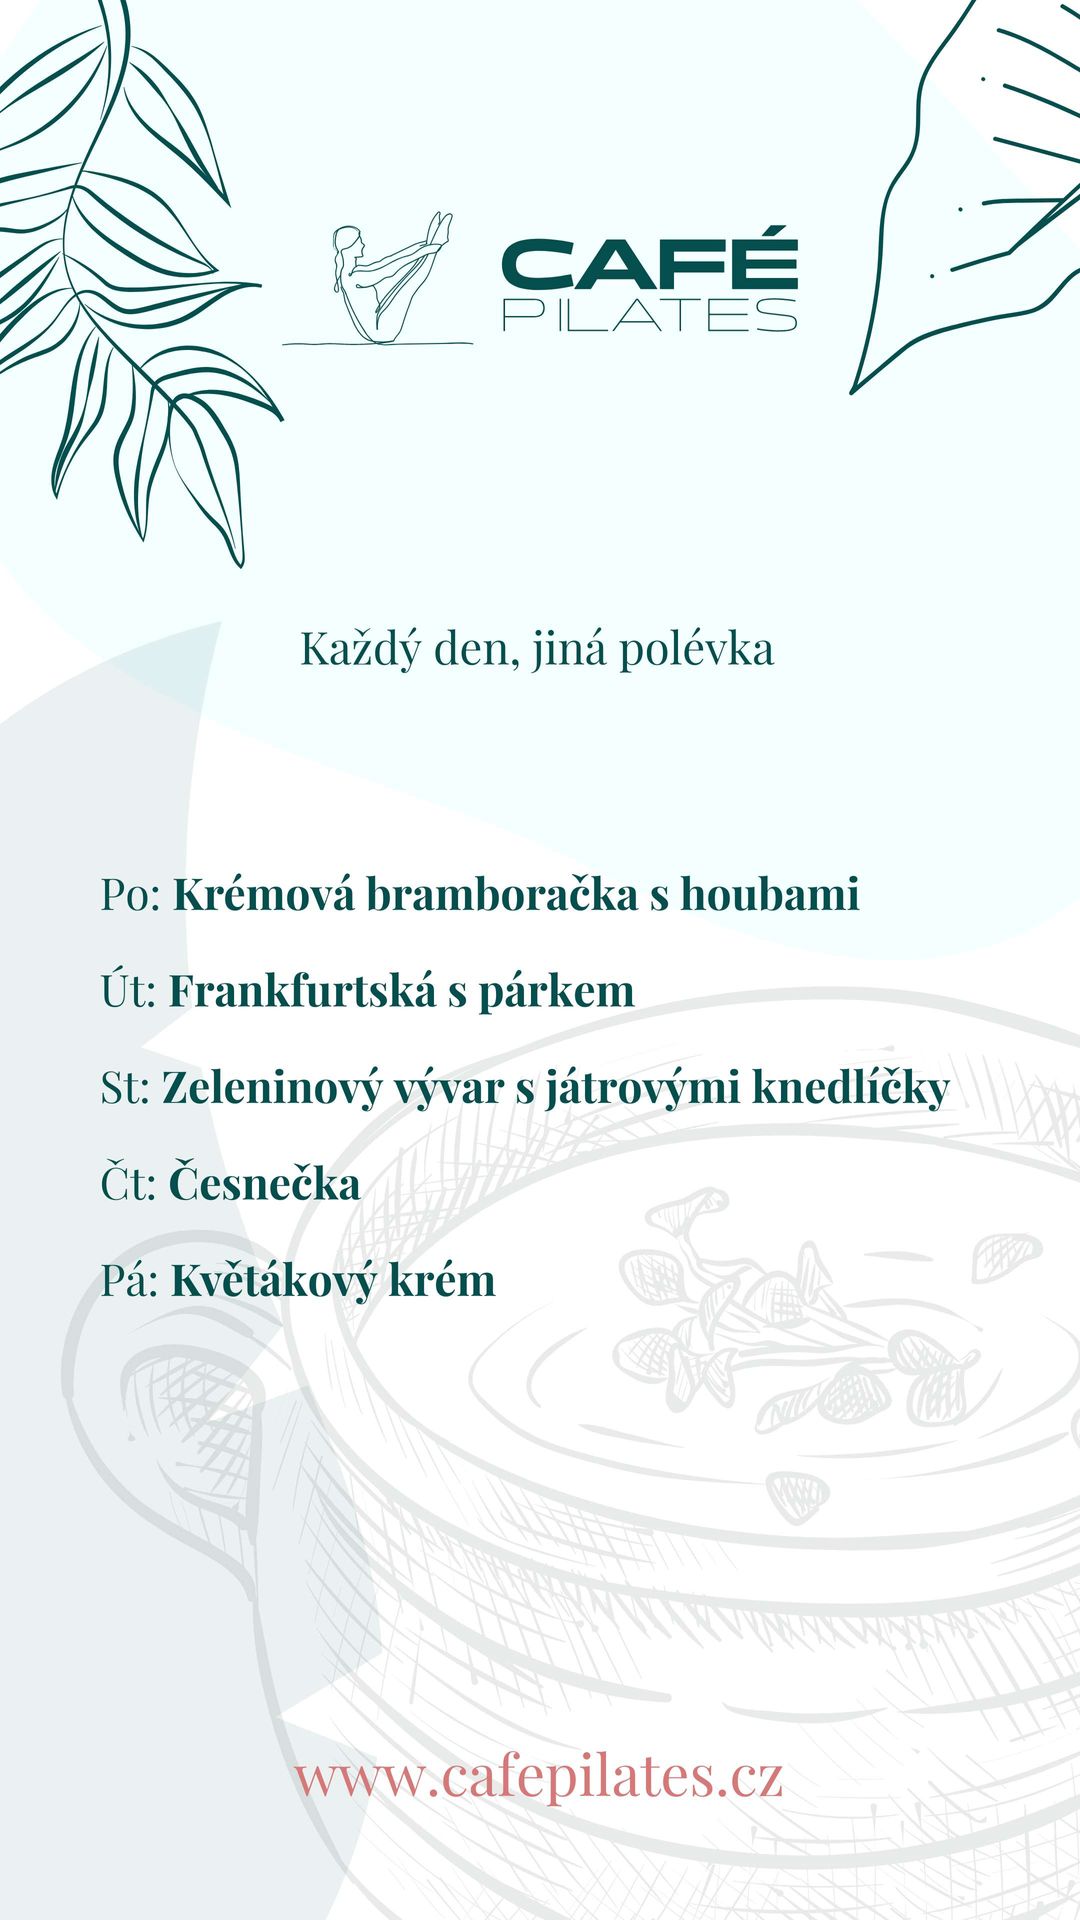 CAFÉ
PILATES
Každý den, jiná polévka
Po: Krémová bramboračka s houbami
Út: Frankfurtská s párkem
St: Zeleninový vývar s játrovými knedlíčky
Čt: Česnečka
Pá: Květákový krém
www.cafepilates.cz